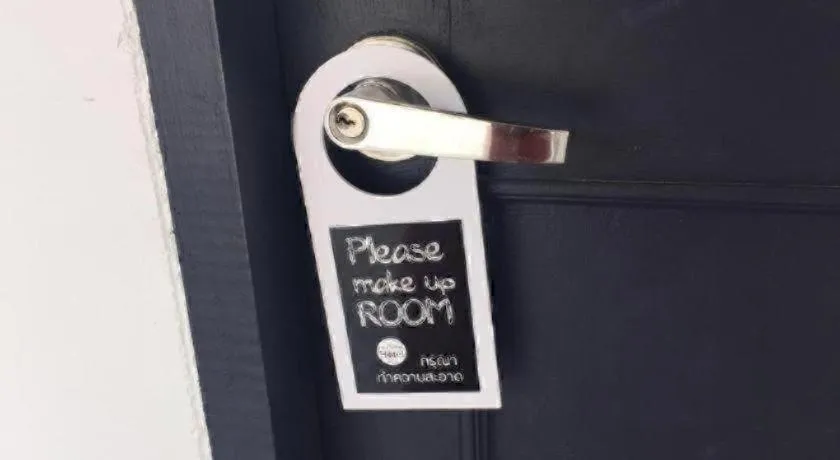 Please
make up
ROOM
กรุณา
ทำความสะอาด